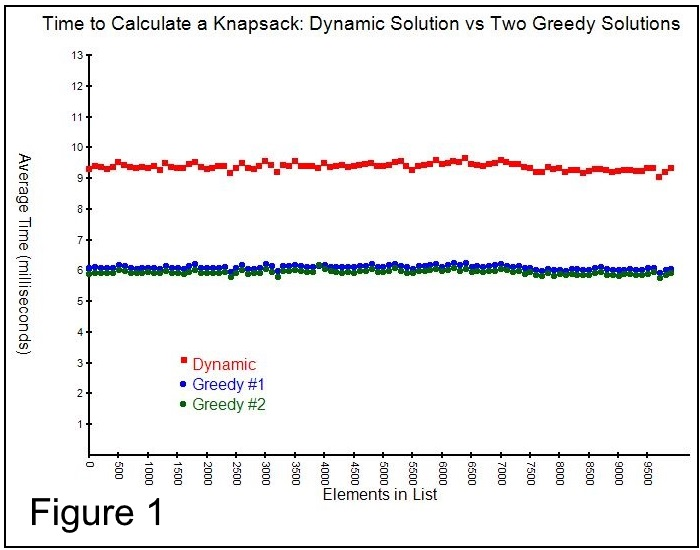 Time to Calculate a Knapsack: Dynamic Solution vs Two Greedy Solutions
13
12
11
10
9
8
7
6
5
4
3
2
1
Average Time (milliseconds)
Dynamic
Greedy #1
Greedy #2
0 500 1000 1500 2000 2500 3000 3500 4000 4500 5000 5500 6000 6500 7000 7500 8000 8500 9000 9500
Elements in List
Figure 1